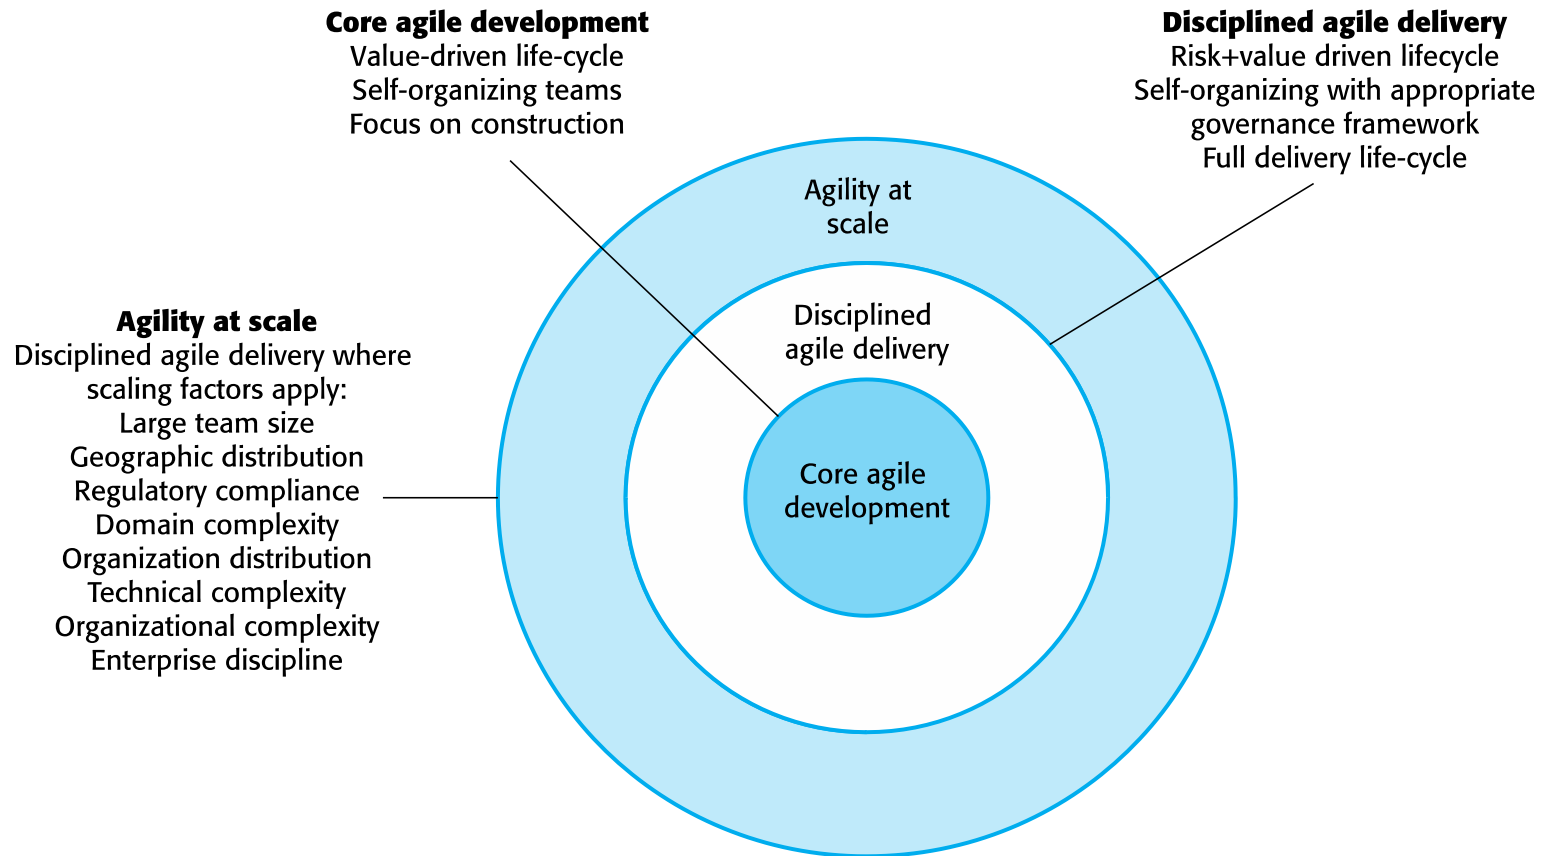 Core agile development
Value-driven life-cycle
Self-organizing teams
Focus on construction
Disciplined agile delivery
Risk+value driven lifecycle
Self-organizing with appropriate
governance framework
Full delivery life-cycle
Agility at scale
Disciplined agile delivery where
scaling factors apply:
Large team size
Geographic distribution
Regulatory compliance
Domain complexity
Organization distribution
Technical complexity
Organizational complexity
Enterprise discipline
Agility at
scale
Disciplined
agile delivery
Core agile
development